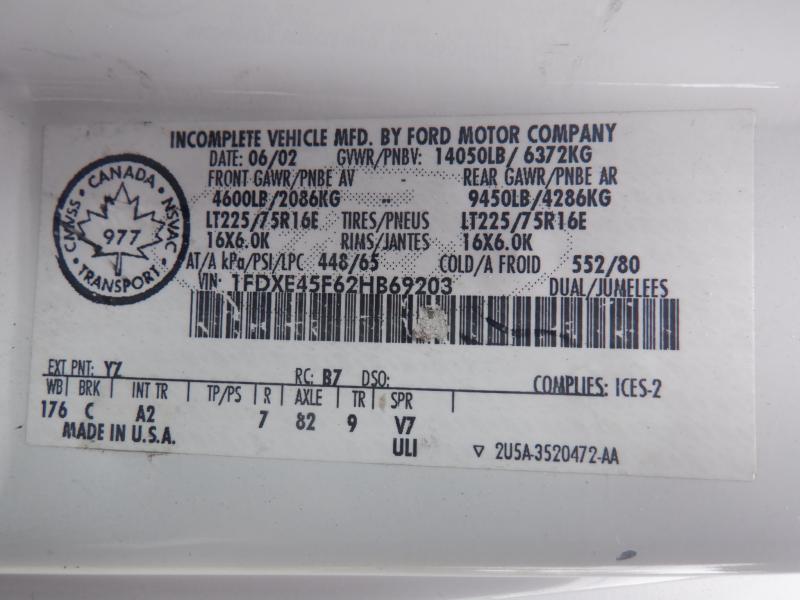 INCOMPLETE VEHICLE MFD. BY FORD MOTOR COMPANY
DATE: 06/02 GVWR/PNBV: 14050LB/ 6372KG
FRONT GAWR/PNBE AV - REAR GAWR/PNBE AR
4600LB/2086KG -- 9450LB/4286KG
LT225/75R16E TIRES/PNEUS LT225/75R16E
16X6.0K RIMS/JANTES 16X6.0K
AT/A kPa/PSI/LPC 448/65 COLD/A FROID 552/80
VIN: 1FDXE45F62HB69203 DUAL/JUMELEES
CANADA
CMVSS NSVAC
977
TRANSPORT
EXT PNT: YZ RC: B7 DSO:
WB BRK INT TR TP/PS R AXLE TR SPR COMPLIES: ICES-2
176 C A2 7 82 9 V7
MADE IN U.S.A. ULI ▽ 2U5A-3520472-AA